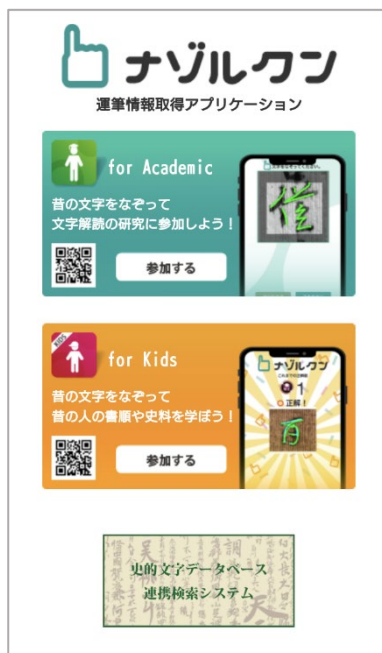 ナゾルクン
運筆情報取得アプリケーション
for Academic
昔の文字をなぞって
文字解読の研究に参加しよう！
参加する
KIDS
for Kids
昔の文字をなぞって
昔の人の書順や史料を学ぼう！
参加する
ナゾルクン
1
正解！
百
史的文字データベース
連携検索システム